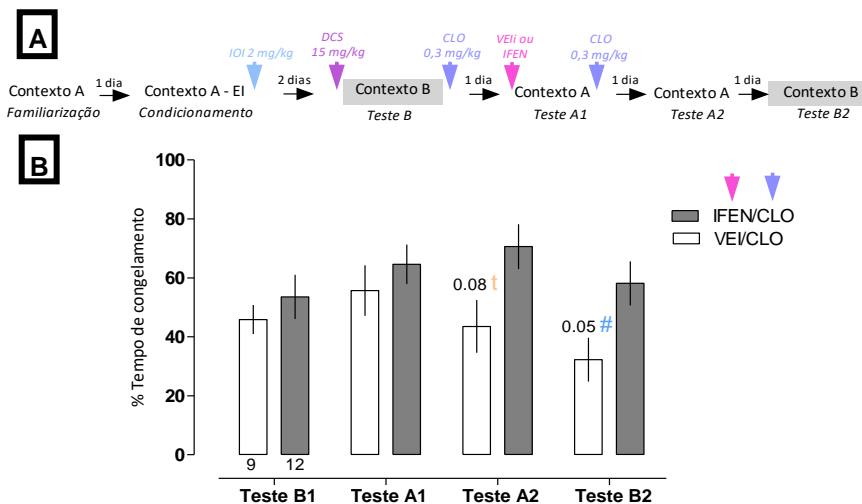 A
IOI 2 mg/kg
DCS
15 mg/kg
CLO
0,3 mg/kg
VEIi ou
IFEN
CLO
0,3 mg/kg
Contexto A
Familiarização
1 dia
Contexto A - EI
Condicionamento
2 dias
Contexto B
Teste B
1 dia
Contexto A
Teste A1
1 dia
Contexto A
Teste A2
1 dia
Contexto B
Teste B2
B
% Tempo de congelamento
100
80
60
40
20
0
IFEN/CLO
VEI/CLO
0.08 t
0.05 #
9 12
Teste B1 Teste A1 Teste A2 Teste B2